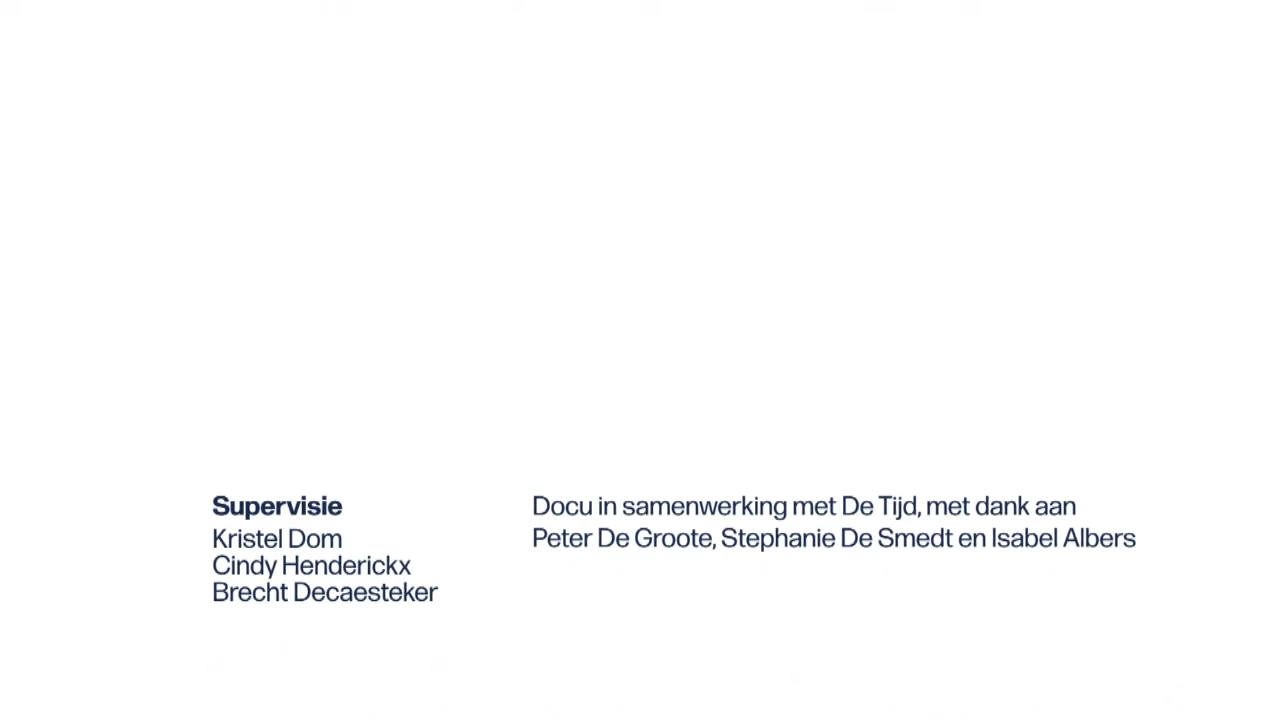 Supervisie
Kristel Dom
Cindy Henderickx
Brecht Decaesteker
Docu in samenwerking met De Tijd, met dank aan
Peter De Groote, Stephanie De Smedt en Isabel Albers